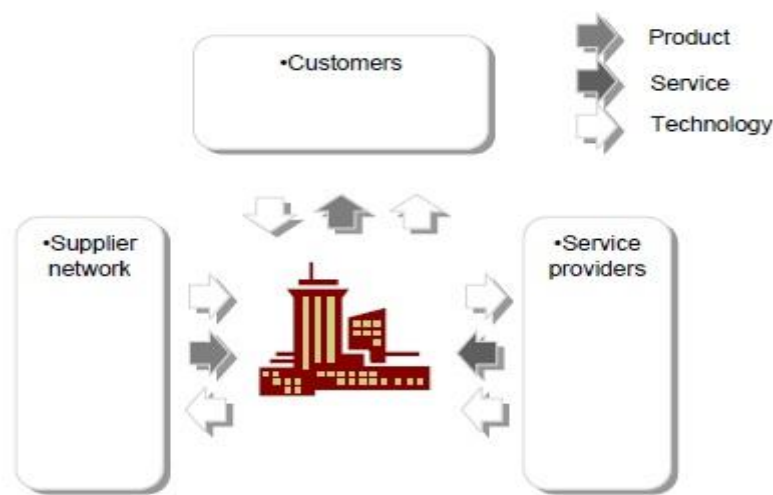 •Customers
Product
Service
Technology
•Supplier
network
•Service
providers